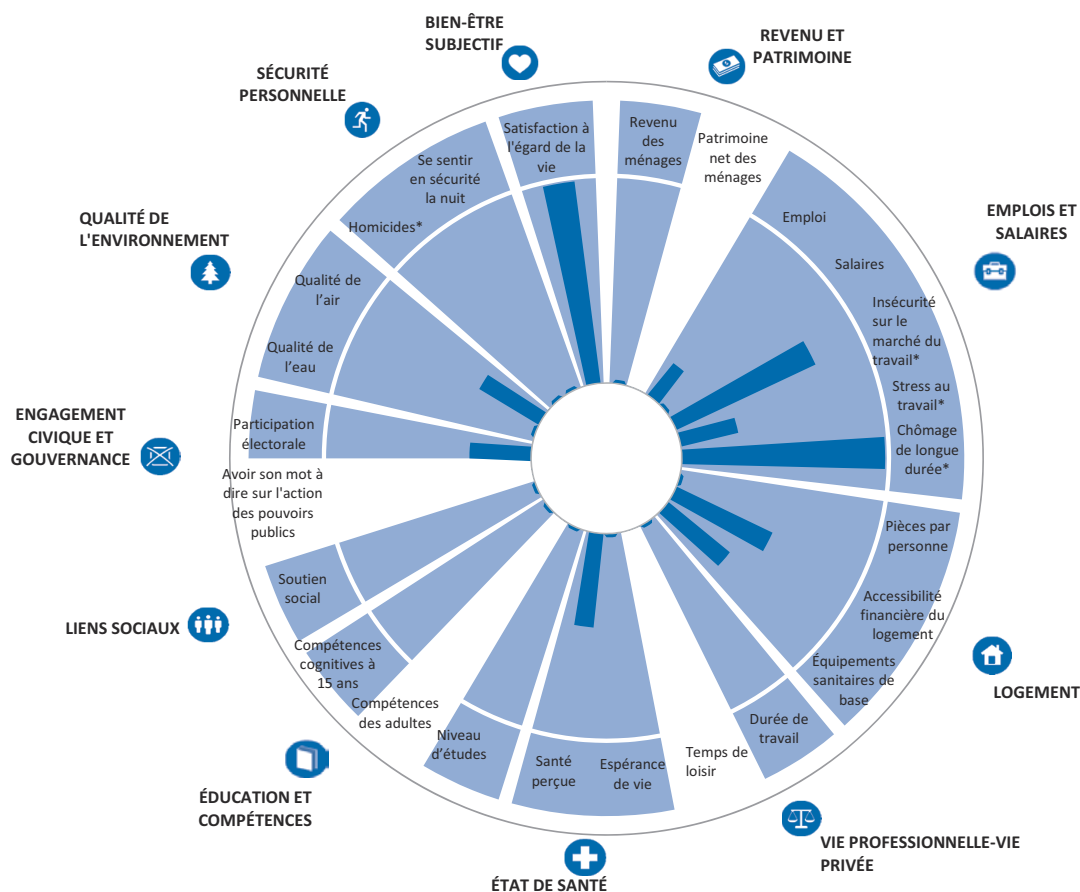 BIEN-ÊTRE
SUBJECTIF
REVENU ET
PATRIMOINE
SÉCURITÉ
PERSONNELLE
Satisfaction à
l'égard de la
vie
Revenu
des
ménages
Patrimoine
net des
ménages
Se sentir
en sécurité
la nuit
Homicides*
QUALITÉ DE
L'ENVIRONNEMENT
EMPLOIS ET
SALAIRES
Emploi
Salaires
Insécurité
sur le
marché du
travail*
Stress au
travail*
Chômage
de longue
durée*
Qualité de
l’air
Qualité de
l’eau
ENGAGEMENT
CIVIQUE ET
GOUVERNANCE
Participation
électorale
Avoir son mot à
dire sur l'action
des pouvoirs
publics
Pièces par
personne
Accessibilité
financière du
logement
Équipements
sanitaires de
base
LOGEMENT
LIENS SOCIAUX
Soutien
social
Compétences
cognitives à
15 ans
Compétences
des adultes
Niveau
d’études
Santé
perçue
Espérance
de vie
Temps de
loisir
Durée de
travail
ÉDUCATION ET
COMPÉTENCES
VIE PROFESSIONNELLE-VIE
PRIVÉE
ÉTAT DE SANTÉ